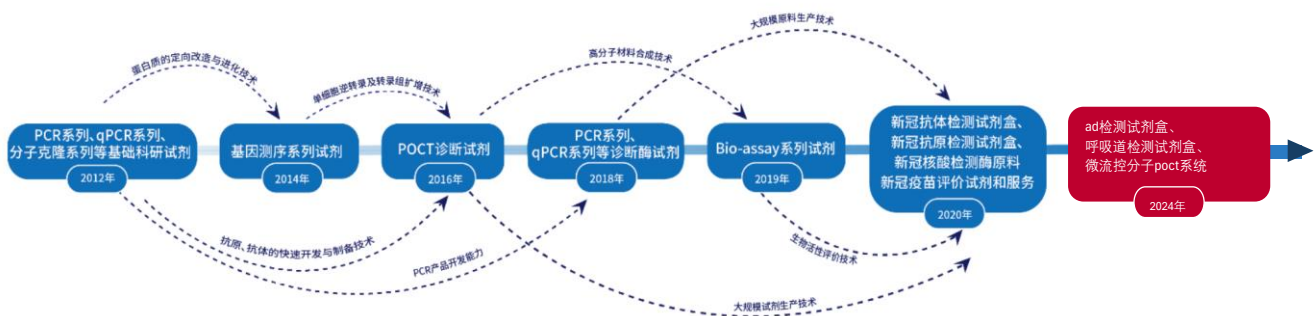 大规模原料生产技术
高分子材料合成技术
蛋白质的定向改造与进化技术
单细胞逆转录及转录组扩增技术
PCR系列、qPCR系列、
分子克隆系列等基础科研试剂
2012年
基因测序系列试剂
2014年
POCT诊断试剂
2016年
PCR系列、
qPCR系列等诊断酶试剂
2018年
Bio-assay系列试剂
2019年
新冠抗体检测试剂盒、
新冠抗原检测试剂盒、
新冠核酸检测酶原料
新冠疫苗评价试剂和服务
2020年
ad检测试剂盒、
呼吸道检测试剂盒、
微流控分子poct系统
2024年
抗原、抗体的快速开发与制备技术
PCR产品开发能力
生物活性评价技术
大规模试剂生产技术